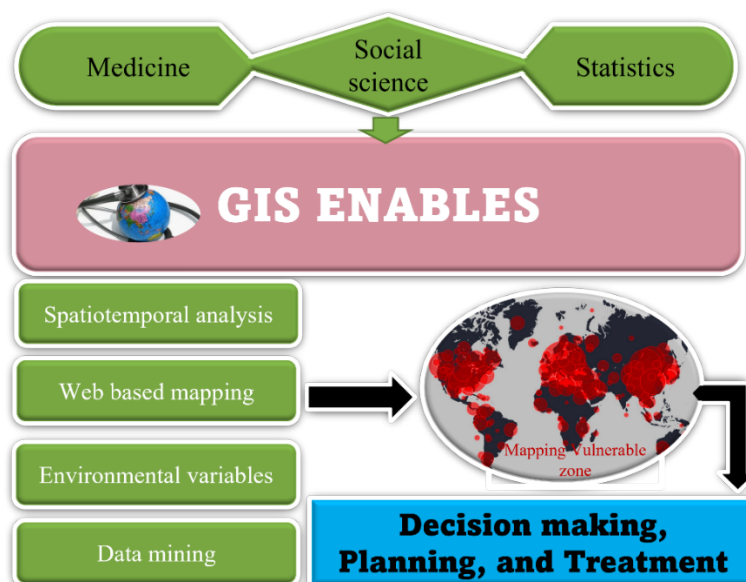 Medicine
Social
science
Statistics
GIS ENABLES
Spatiotemporal analysis
Web based mapping
Environmental variables
Data mining
Mapping Vulnerable
zone
Decision making,
Planning, and Treatment